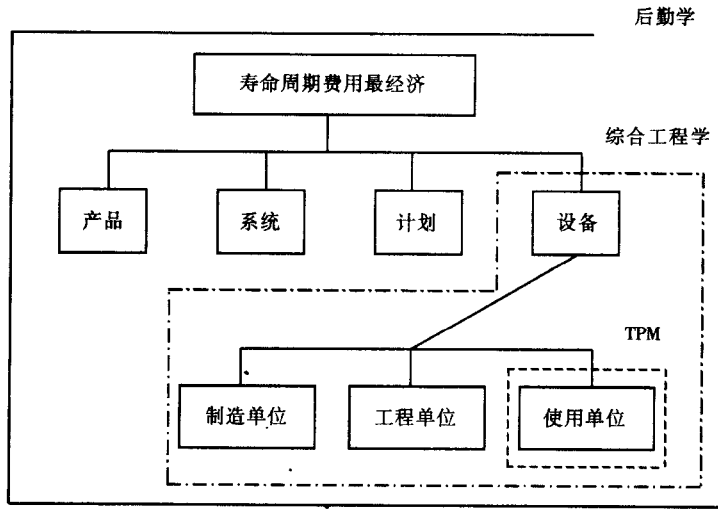 后勤学
寿命周期费用最经济
综合工程学
产品
系统
计划
设备
TPM
制造单位
工程单位
使用单位